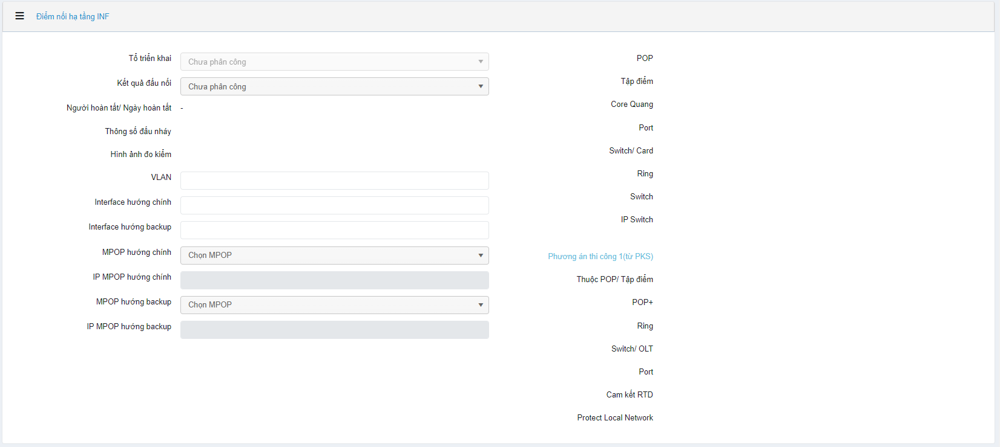 Điểm nối hạ tầng INF
Tổ triển khai
Chưa phân công
Kết quả đấu nối
Chưa phân công
Người hoàn tất/ Ngày hoàn tất
-
Thông số đấu nháy
Hình ảnh đo kiểm
VLAN
Interface hướng chính
Interface hướng backup
MPOP hướng chính
Chọn MPOP
IP MPOP hướng chính
MPOP hướng backup
Chọn MPOP
IP MPOP hướng backup
POP
Tập điểm
Core Quang
Port
Switch/ Card
Ring
Switch
IP Switch
Phương án thi công 1(từ PKS)
Thuộc POP/ Tập điểm
POP+
Ring
Switch/ OLT
Port
Cam kết RTD
Protect Local Network